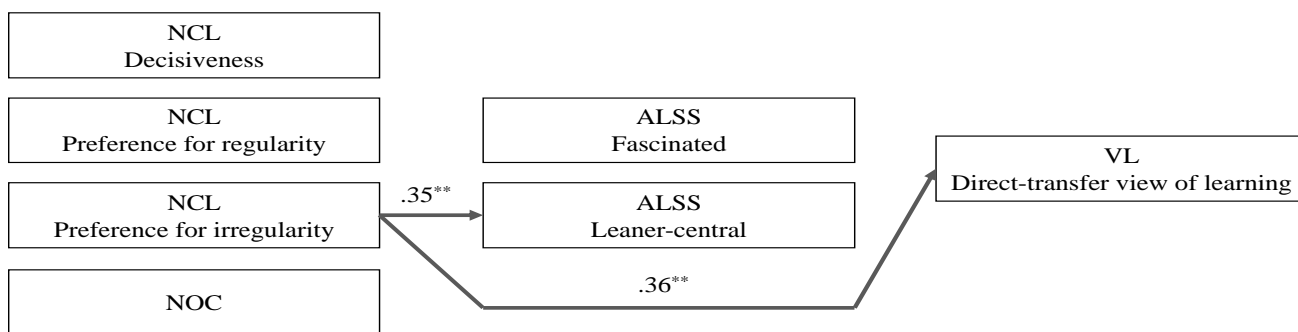 NCL
Decisiveness
NCL
Preference for regularity
ALSS
Fascinated
VL
Direct-transfer view of learning
NCL
Preference for irregularity
.35**
ALSS
Leaner-central
NOC
.36**